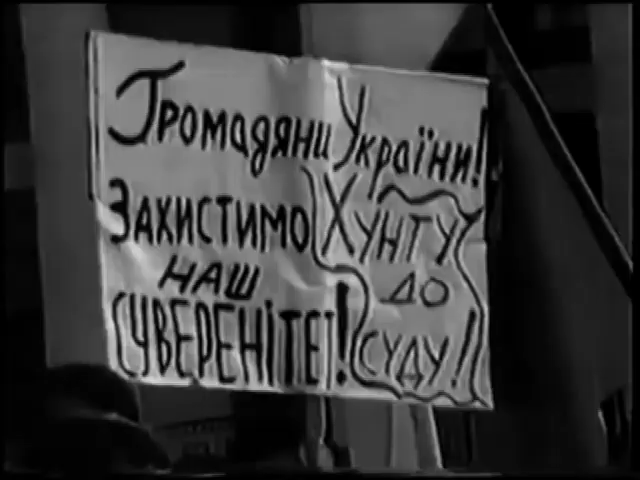 Громадяни України!
Захистимо
наш
суверенітет!
Хунту
до
суду!